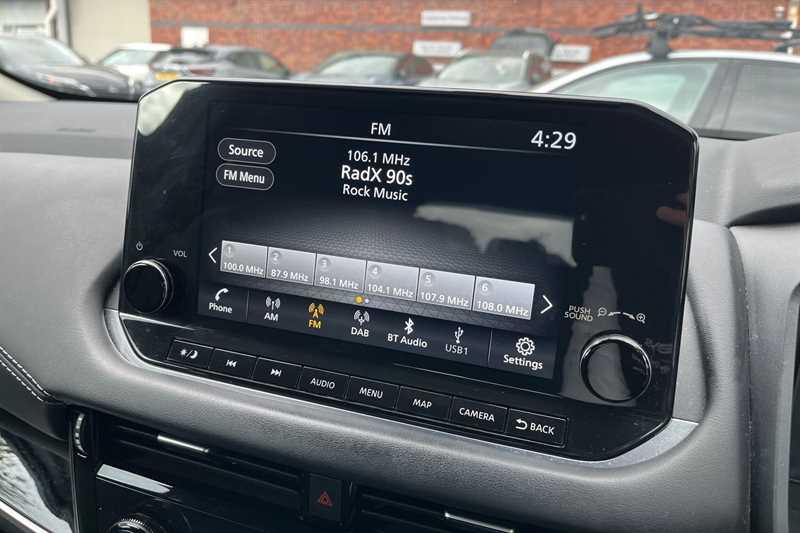 FM
4:29
Source
106.1 MHz
RadX 90s
FM Menu
Rock Music
1 2 3 4 5 6
100.0 MHz 87.9 MHz 98.1 MHz 104.1 MHz 107.9 MHz 108.0 MHz
Phone AM FM DAB BT Audio USB1 Settings
VOL
PUSH SOUND
AUDIO MENU MAP CAMERA BACK